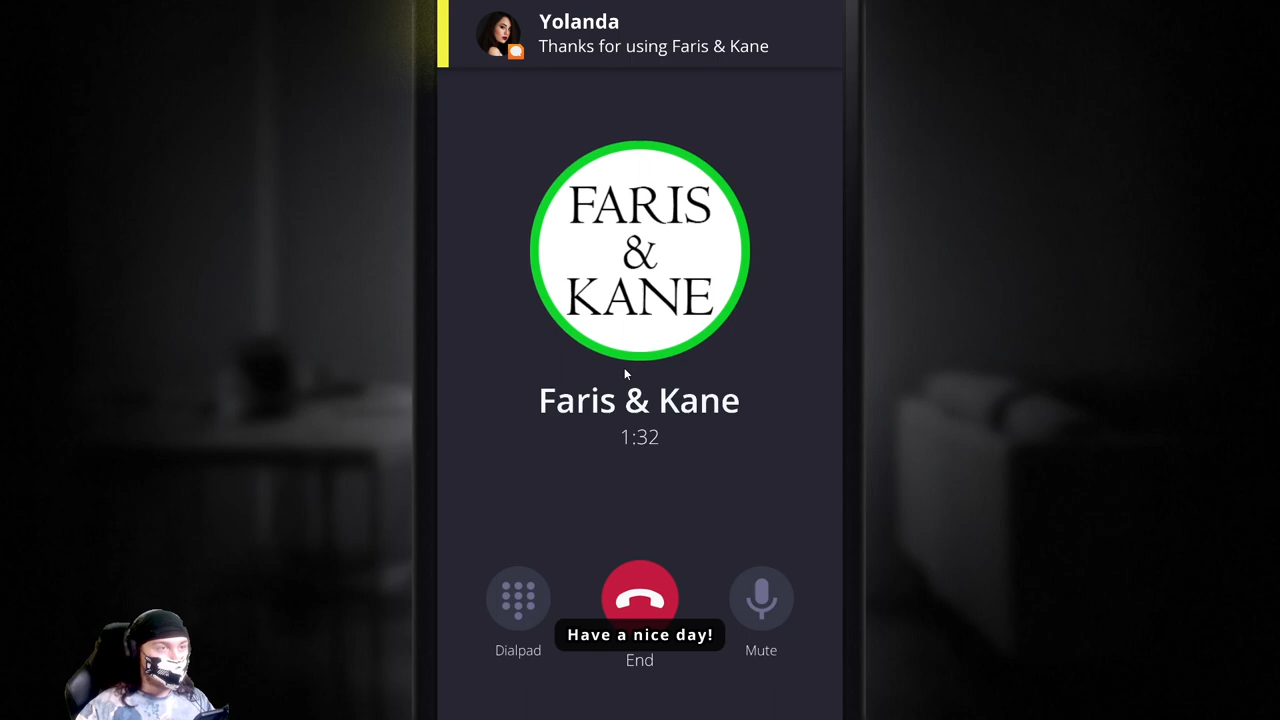 Yolanda
Thanks for using Faris & Kane
FARIS
&
KANE
Faris & Kane
1:32
Have a nice day!
Dialpad
End
Mute